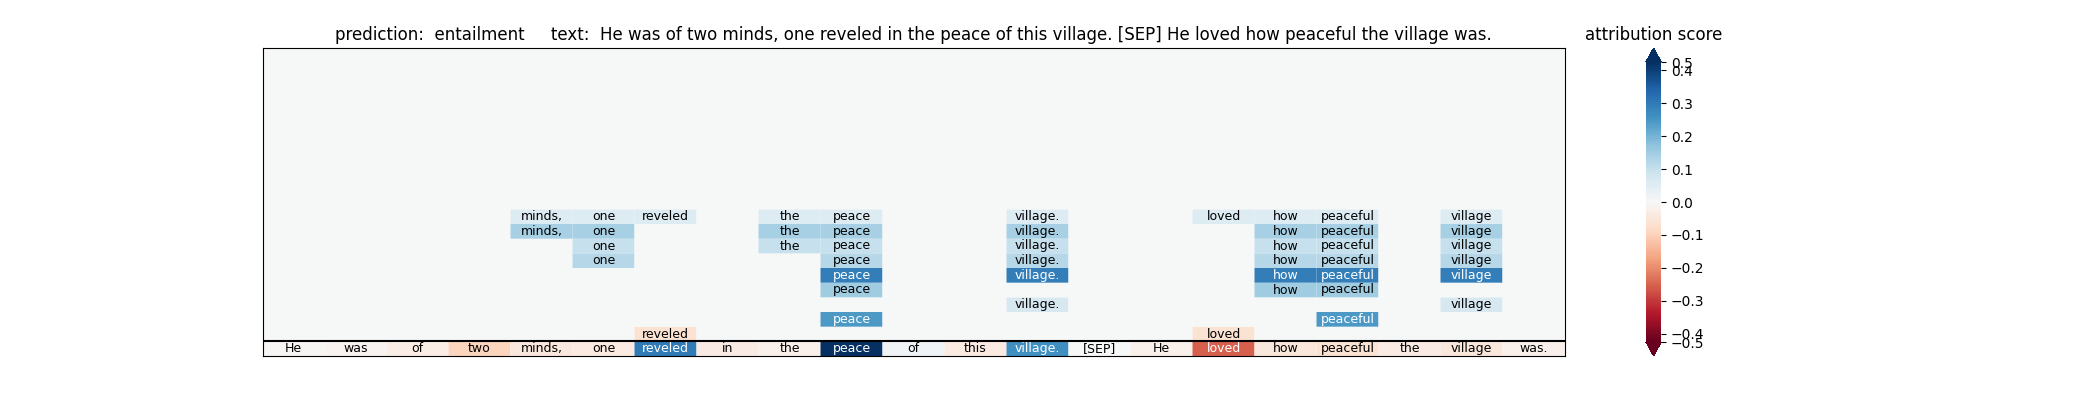 prediction: entailment text: He was of two minds, one reveled in the peace of this village. [SEP] He loved how peaceful the village was.
attribution score
0.5
0.4
0.3
0.2
0.1
0.0
−0.1
−0.2
−0.3
−0.4
−0.5
minds, one reveled the peace village. loved how peaceful village
minds, one the peace village. how peaceful village
one the peace village. how peaceful village
one peace village. how peaceful village
peace village. how peaceful village
peace how peaceful
village. village
peace peaceful
reveled loved
He was of two minds, one reveled in the peace of this village. [SEP] He loved how peaceful the village was.